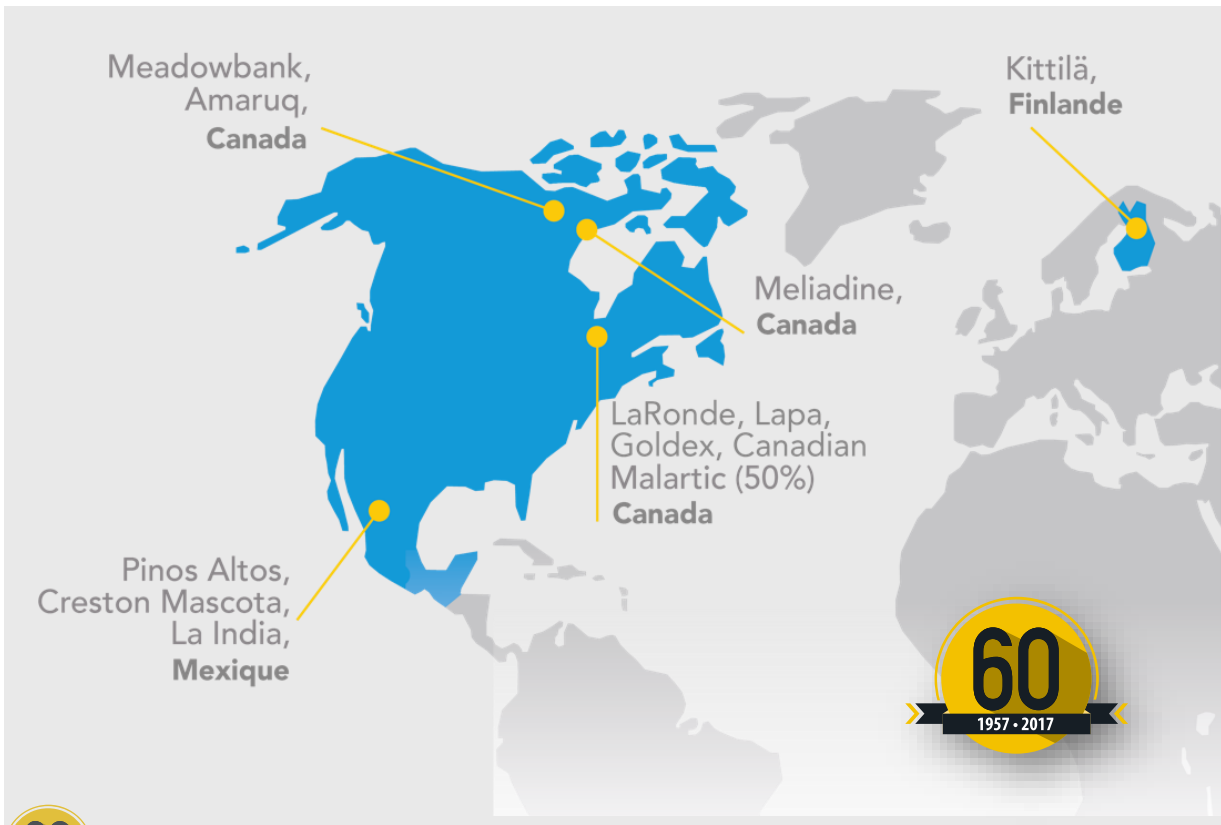 Meadowbank,
Amaruq,
Canada
Kittilä,
Finlande
Meliadine,
Canada
LaRonde, Lapa,
Goldex, Canadian
Malartic (50%)
Canada
Pinos Altos,
Creston Mascota,
La India,
Mexique
60
1957 • 2017